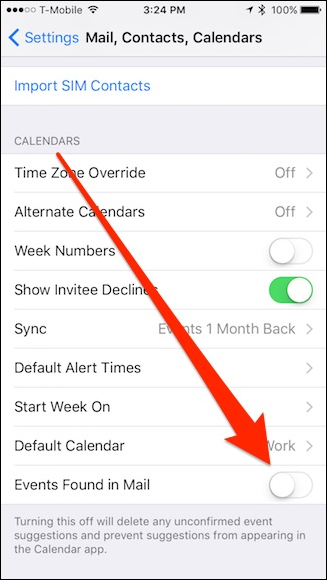 T-Mobile 3:24 PM 100%
Settings Mail, Contacts, Calendars
Import SIM Contacts
CALENDARS
Time Zone Override Off
Alternate Calendars Off
Week Numbers
Show Invitee Declines
Sync Events 1 Month Back
Default Alert Times
Start Week On
Default Calendar Work
Events Found in Mail
Turning this off will delete any unconfirmed event
suggestions and prevent suggestions from appearing in
the Calendar app.